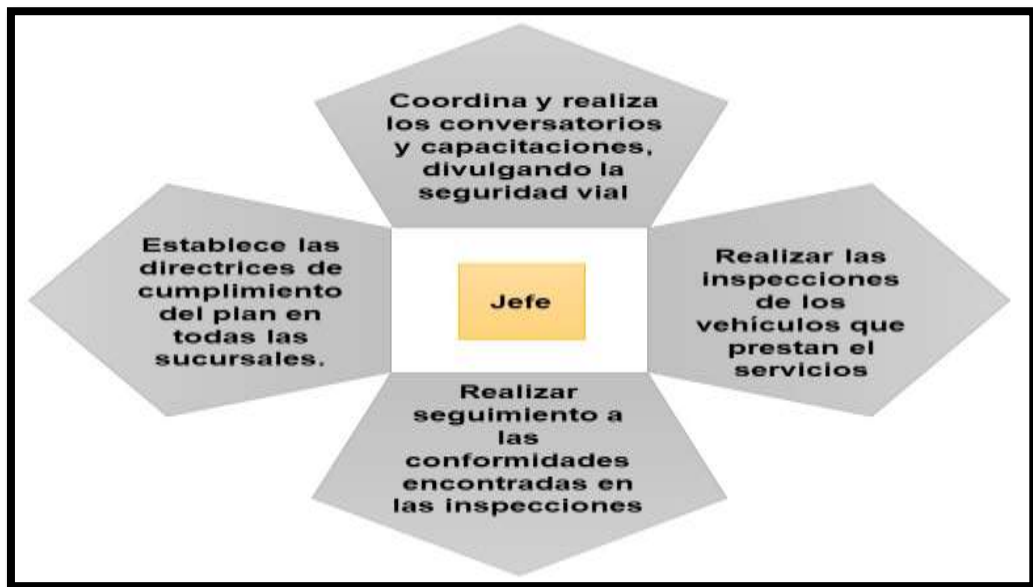 Coordina y realiza
los conversatorios
y capacitaciones,
divulgando la
seguridad vial
Establece las
directrices de
cumplimiento
del plan en
todas las
sucursales.
Jefe
Realizar las
inspecciones
de los
vehículos que
prestan el
servicios
Realizar
seguimiento a
las
conformidades
encontradas en
las inspecciones